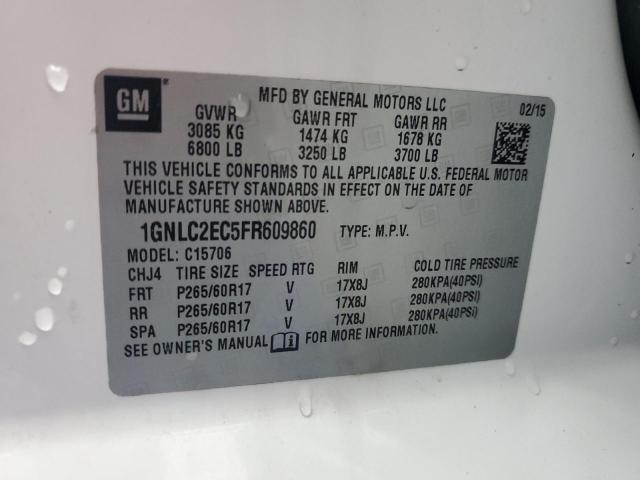 GM
MFD BY GENERAL MOTORS LLC 02/15
GVWR GAWR FRT GAWR RR
3085 KG 1474 KG 1678 KG
6800 LB 3250 LB 3700 LB
THIS VEHICLE CONFORMS TO ALL APPLICABLE U.S. FEDERAL MOTOR
VEHICLE SAFETY STANDARDS IN EFFECT ON THE DATE OF
MANUFACTURE SHOWN ABOVE.
1GNLC2EC5FR609860 TYPE: M.P.V.
MODEL: C15706
CHJ4 TIRE SIZE SPEED RTG RIM COLD TIRE PRESSURE
FRT P265/60R17 V 17X8J 280KPA(40PSI)
RR P265/60R17 V 17X8J 280KPA(40PSI)
SPA P265/60R17 V 17X8J 280KPA(40PSI)
SEE OWNER'S MANUAL i FOR MORE INFORMATION.